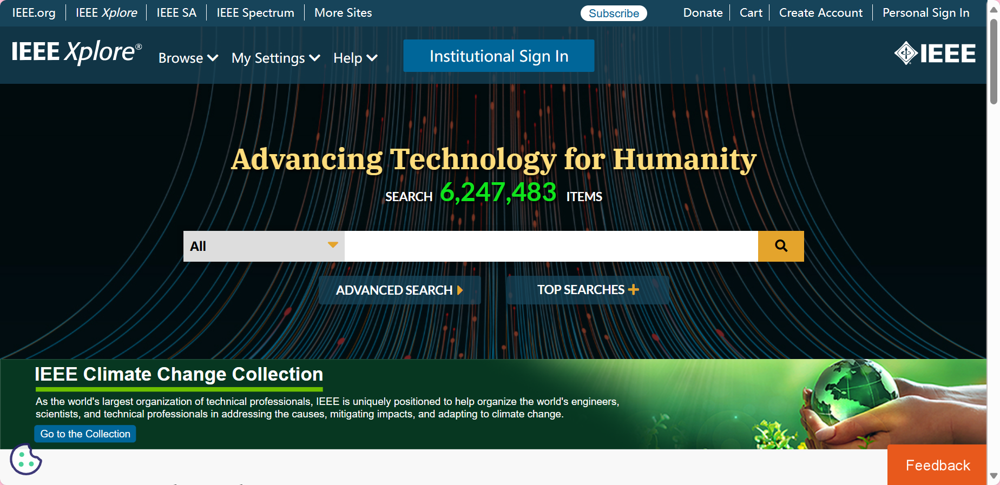 IEEE.org IEEE Xplore IEEE SA IEEE Spectrum More Sites Subscribe Donate Cart Create Account Personal Sign In
IEEE Xplore® Browse My Settings Help Institutional Sign In IEEE
Advancing Technology for Humanity
SEARCH 6,247,483 ITEMS
All
ADVANCED SEARCH TOP SEARCHES
IEEE Climate Change Collection
As the world's largest organization of technical professionals, IEEE is uniquely positioned to help organize the world's engineers,
scientists, and technical professionals in addressing the causes, mitigating impacts, and adapting to climate change.
Go to the Collection
Feedback